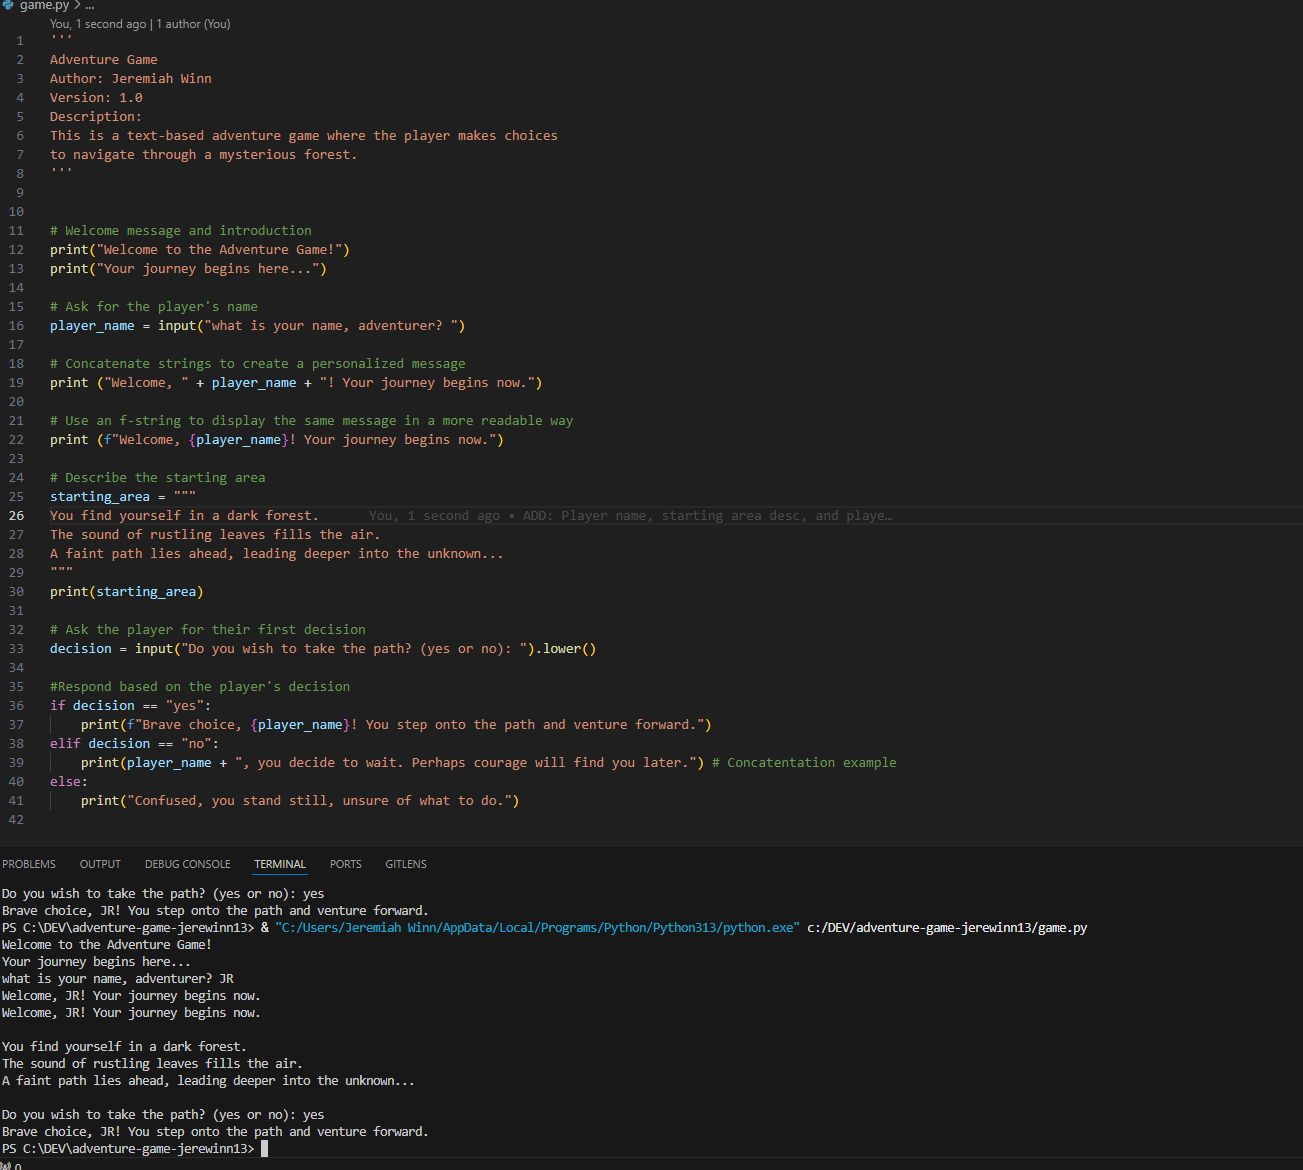 game.py > ...
You, 1 second ago | 1 author (You)
1 '''
2 Adventure Game
3 Author: Jeremiah Winn
4 Version: 1.0
5 Description:
6 This is a text-based adventure game where the player makes choices
7 to navigate through a mysterious forest.
8 '''
9
10
11 # Welcome message and introduction
12 print("Welcome to the Adventure Game!")
13 print("Your journey begins here...")
14
15 # Ask for the player's name
16 player_name = input("what is your name, adventurer? ")
17
18 # Concatenate strings to create a personalized message
19 print ("Welcome, " + player_name + "! Your journey begins now.")
20
21 # Use an f-string to display the same message in a more readable way
22 print (f"Welcome, {player_name}! Your journey begins now.")
23
24 # Describe the starting area
25 starting_area = """
26 You find yourself in a dark forest. You, 1 second ago • ADD: Player name, starting area desc, and playe…
27 The sound of rustling leaves fills the air.
28 A faint path lies ahead, leading deeper into the unknown...
29 """
30 print(starting_area)
31
32 # Ask the player for their first decision
33 decision = input("Do you wish to take the path? (yes or no): ").lower()
34
35 #Respond based on the player's decision
36 if decision == "yes":
37     print(f"Brave choice, {player_name}! You step onto the path and venture forward.")
38 elif decision == "no":
39     print(player_name + ", you decide to wait. Perhaps courage will find you later.") # Concatentation example
40 else:
41     print("Confused, you stand still, unsure of what to do.")
42
PROBLEMS OUTPUT DEBUG CONSOLE TERMINAL PORTS GITLENS
Do you wish to take the path? (yes or no): yes
Brave choice, JR! You step onto the path and venture forward.
PS C:\DEV\adventure-game-jerewinn13> & "C:/Users/Jeremiah Winn/AppData/Local/Programs/Python/Python313/python.exe" c:/DEV/adventure-game-jerewinn13/game.py
Welcome to the Adventure Game!
Your journey begins here...
what is your name, adventurer? JR
Welcome, JR! Your journey begins now.
Welcome, JR! Your journey begins now.

You find yourself in a dark forest.
The sound of rustling leaves fills the air.
A faint path lies ahead, leading deeper into the unknown...

Do you wish to take the path? (yes or no): yes
Brave choice, JR! You step onto the path and venture forward.
PS C:\DEV\adventure-game-jerewinn13>
0